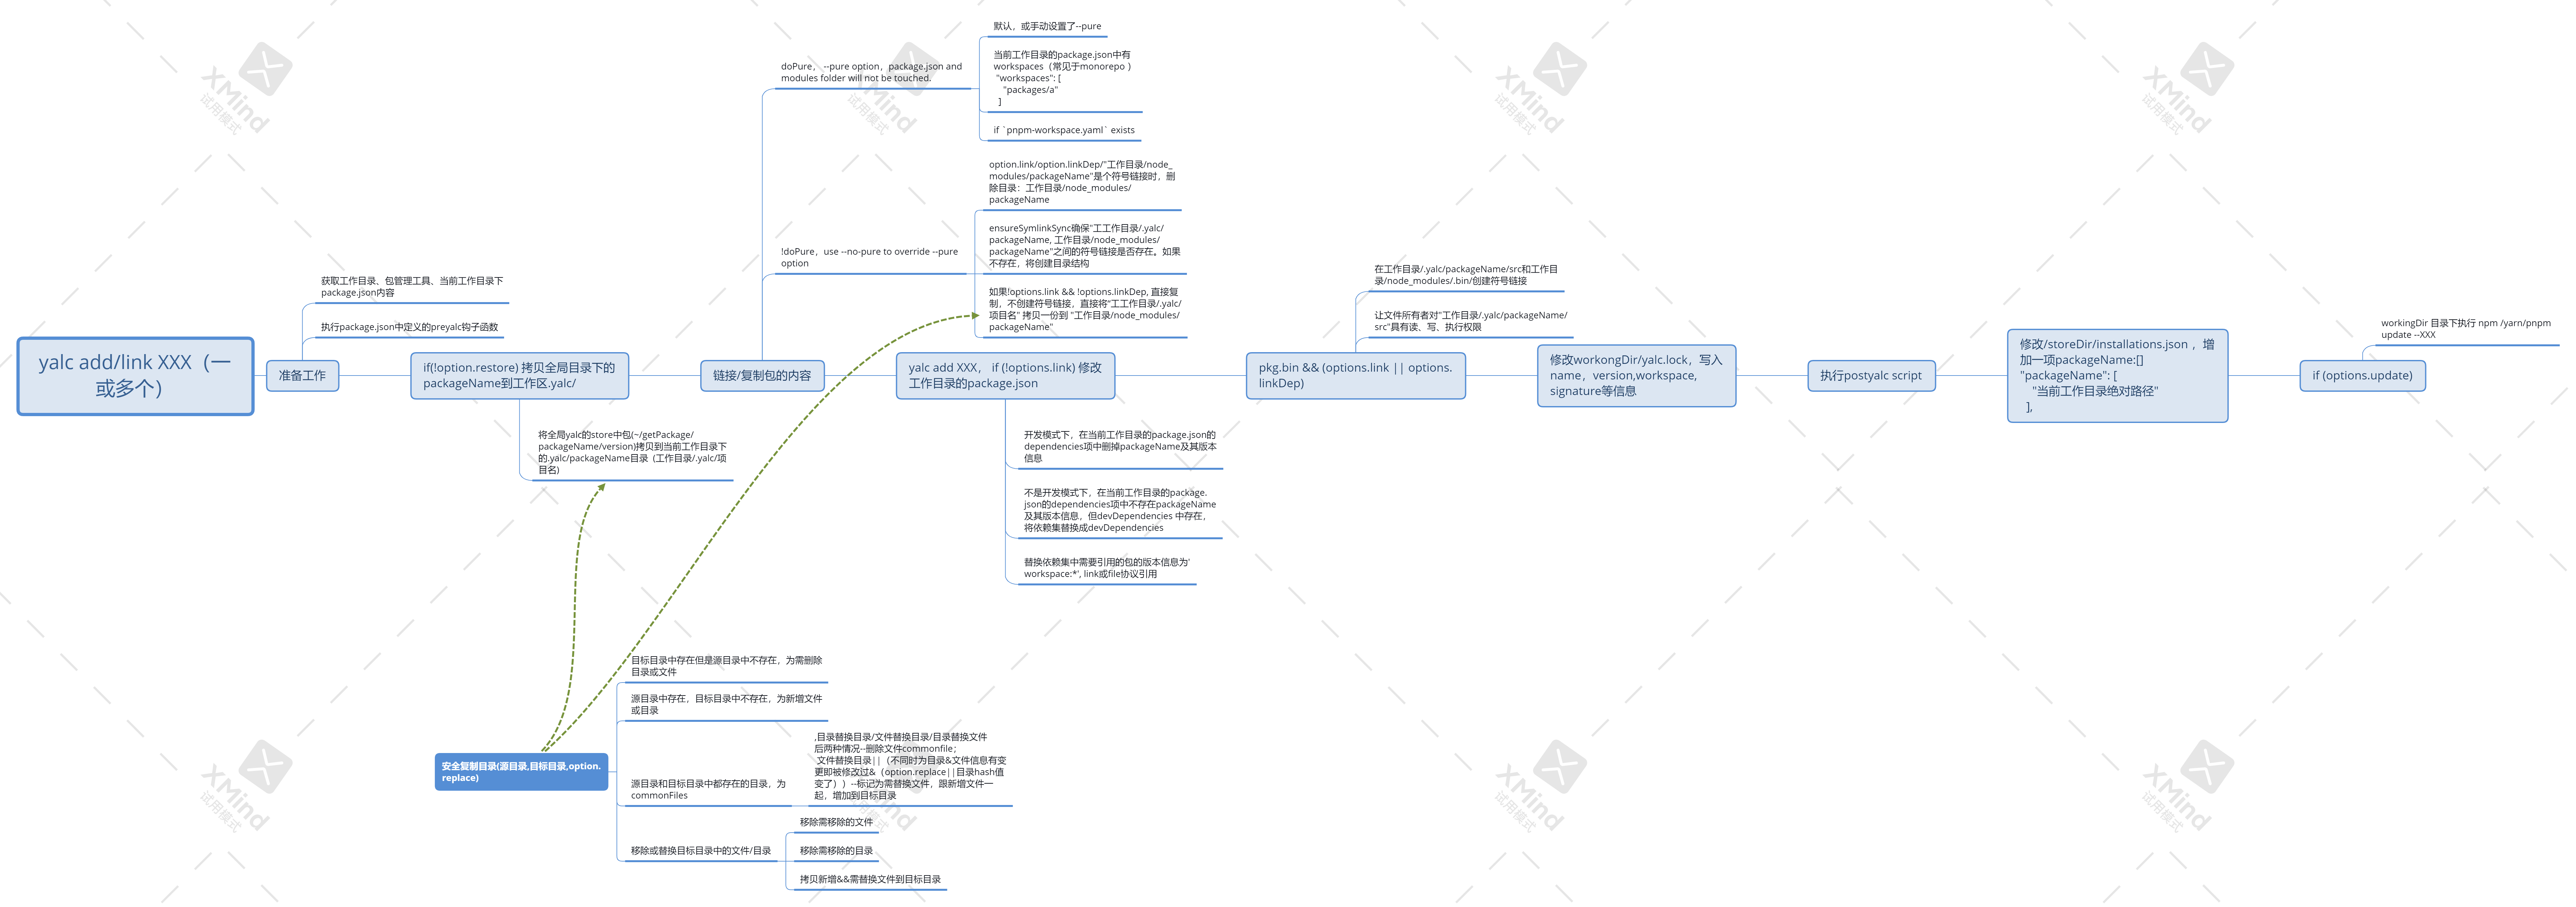 默认，或手动设置了--pure
当前工作目录的package.json中有
workspaces（常见于monorepo ）
"workspaces": [
"packages/a"
]
if `pnpm-workspace.yaml` exists
doPure， --pure option，package.json and
modules folder will not be touched.
option.link/option.linkDep/"工作目录/node_
modules/packageName"是个符号链接时，删
除目录：工作目录/node_modules/
packageName
ensureSymlinkSync确保"工工作目录/.yalc/
packageName, 工作目录/node_modules/
packageName"之间的符号链接是否存在。如果
不存在，将创建目录结构
如果!options.link && !options.linkDep, 直接复
制，不创建符号链接，直接将"工工作目录/.yalc/
项目名" 拷贝一份到 "工作目录/node_modules/
packageName"
!doPure，use --no-pure to override --pure
option
获取工作目录、包管理工具、当前工作目录下
package.json内容
执行package.json中定义的preyalc钩子函数
在工作目录/.yalc/packageName/src和工作目
录/node_modules/.bin/创建符号链接
让文件所有者对"工作目录/.yalc/packageName/
src"具有读、写、执行权限
workingDir 目录下执行 npm /yarn/pnpm
update --XXX
yalc add/link XXX（一
或多个）
准备工作
if(!option.restore) 拷贝全局目录下的
packageName到工作区.yalc/
链接/复制包的内容
yalc add XXX， if (!options.link) 修改
工作目录的package.json
pkg.bin && (options.link || options.
linkDep)
修改workongDir/yalc.lock，写入
name，version,workspace,
signature等信息
执行postyalc script
修改/storeDir/installations.json ，增
加一项packageName:[]
"packageName": [
"当前工作目录绝对路径"
],
if (options.update)
将全局yalc的store中包(~/getPackage/
packageName/version)拷贝到当前工作目录下
的.yalc/packageName目录（工作目录/.yalc/项
目名)
开发模式下，在当前工作目录的package.json的
dependencies项中删掉packageName及其版本
信息
不是开发模式下，在当前工作目录的package.
json的dependencies项中不存在packageName
及其版本信息，但devDependencies 中存在，
将依赖集替换成devDependencies
替换依赖集中需要引用的包的版本信息为'
workspace:*', link或file协议引用
安全复制目录(源目录,目标目录,option.
replace)
目标目录中存在但是源目录中不存在，为需删除
目录或文件
源目录中存在，目标目录中不存在，为新增文件
或目录
源目录和目标目录中都存在的目录，为
commonFiles
,目录替换目录/文件替换目录/目录替换文件
后两种情况--删除文件commonfile；
文件替换目录||（不同时为目录&文件信息有变
更即被修改过&（option.replace||目录hash值
变了））--标记为需替换文件，跟新增文件一
起，增加到目标目录
移除或替换目标目录中的文件/目录
移除需移除的文件
移除需移除的目录
拷贝新增&&需替换文件到目标目录
XMind
试用模式
XMind
试用模式
XMind
试用模式
XMind
试用模式
XMind
试用模式
XMind
试用模式
XMind
试用模式
XMind
试用模式